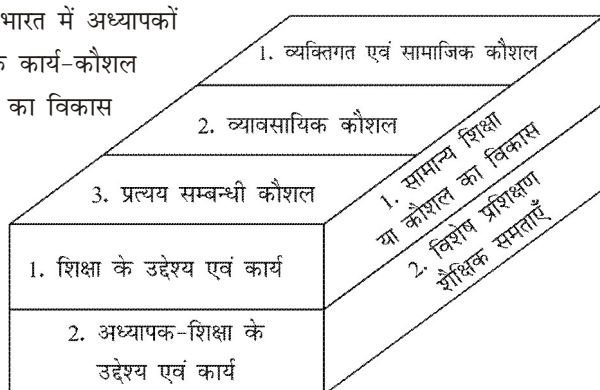 भारत में अध्यापकों
कार्य-कौशल
का विकास
1. व्यक्तिगत एवं सामाजिक कौशल
2. व्यावसायिक कौशल
3. प्रत्यय सम्बन्धी कौशल
1. सामान्य शिक्षा
या कौशल का विकास
2. विशेष प्रशिक्षण
शैक्षिक समताएँ
1. शिक्षा के उद्देश्य एवं कार्य
2. अध्यापक-शिक्षा के
उद्देश्य एवं कार्य